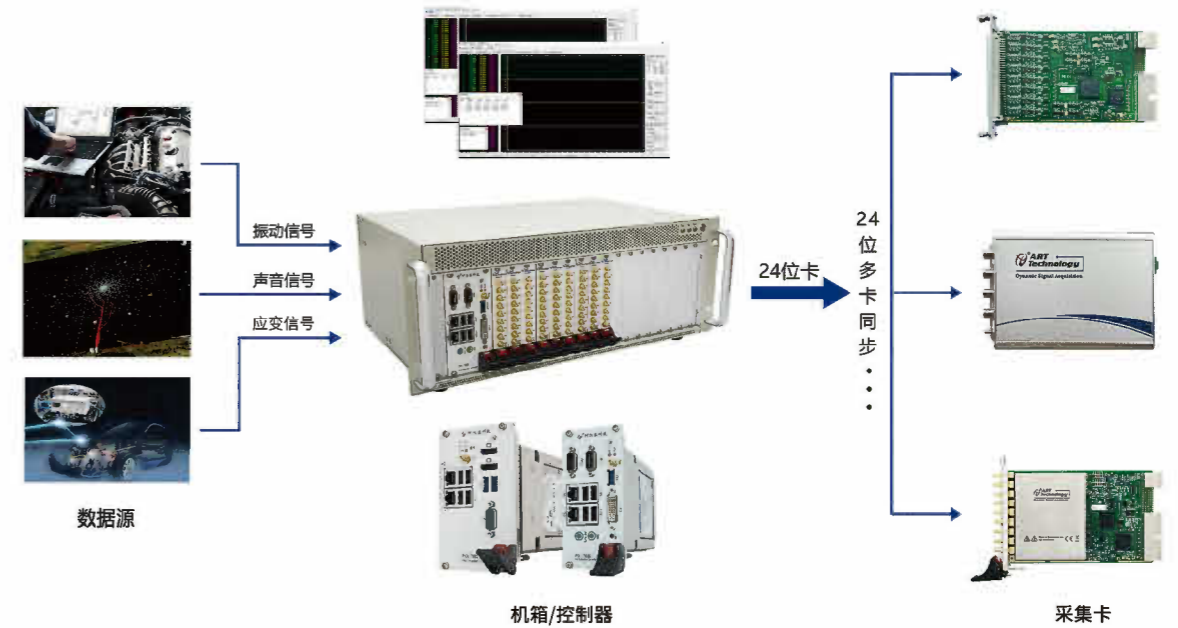 振动信号
声音信号
应变信号
数据源
24位卡
机箱/控制器
24
位
多
卡
同
步
·
·
·
ART
Technology
Dynamic Signal Acquisition
ART
Technology
采集卡